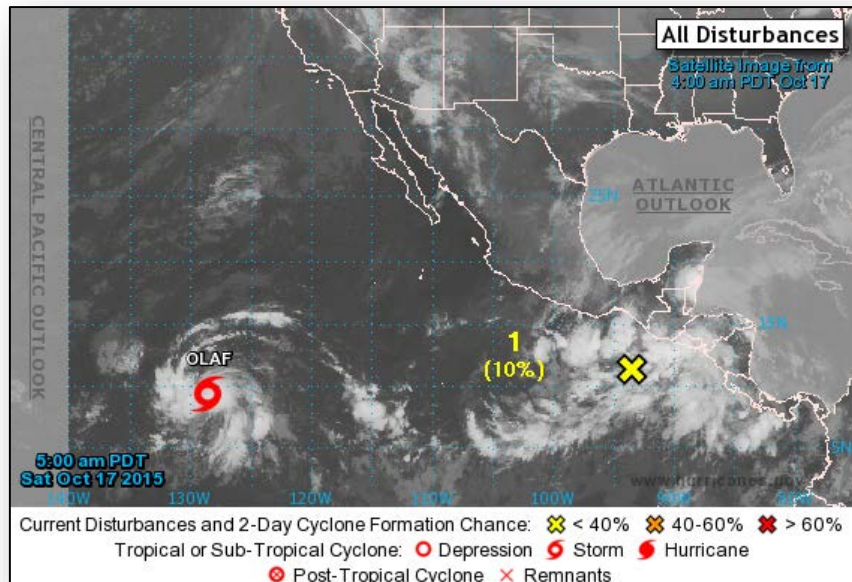 All Disturbances
Satellite Image from
4:00 am PDT Oct 17
CENTRAL PACIFIC OUTLOOK
25N
ATLANTIC
OUTLOOK
15N
1
(10%)
OLAF
5:00 am PDT
Sat Oct 17 2015
5N
www.hurricanes.gov
140W 130W 120W 110W 100W 90W 80W
Current Disturbances and 2-Day Cyclone Formation Chance: < 40% 40-60% > 60%
Tropical or Sub-Tropical Cyclone: Depression Storm Hurricane
Post-Tropical Cyclone Remnants